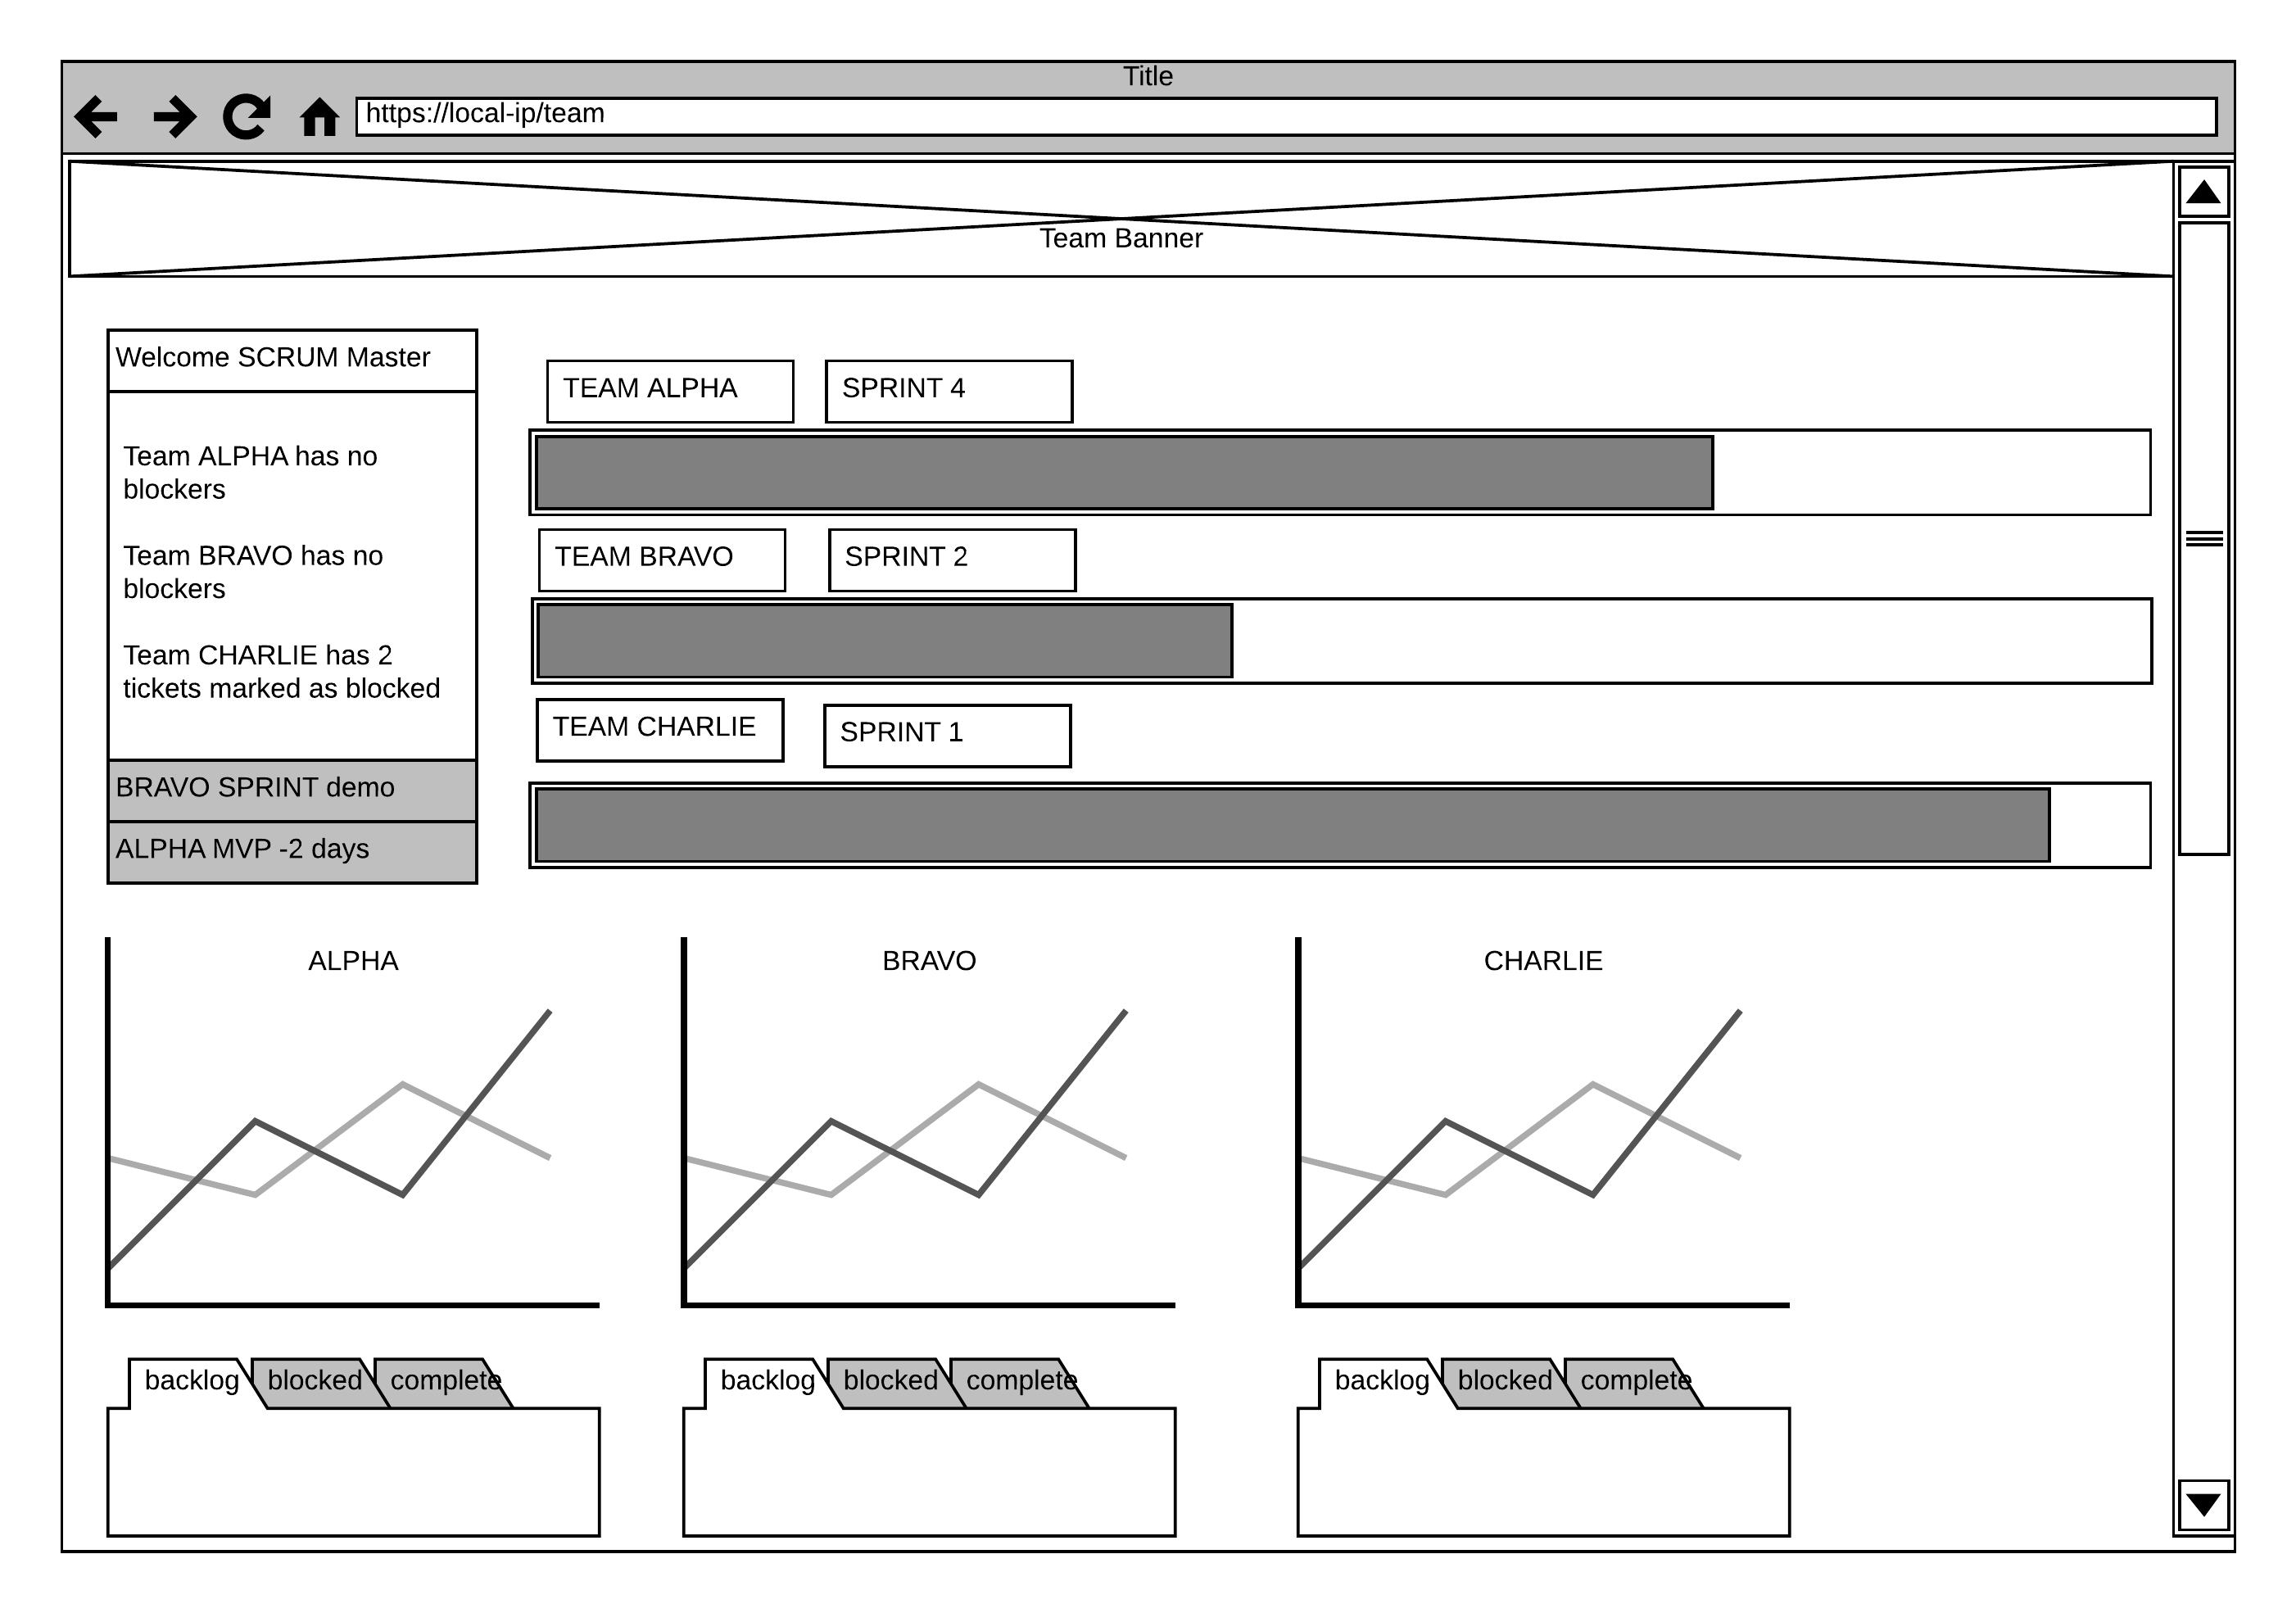 Title
https://local-ip/team
Team Banner
Welcome SCRUM Master
Team ALPHA has no
blockers
Team BRAVO has no
blockers
Team CHARLIE has 2
tickets marked as blocked
BRAVO SPRINT demo
ALPHA MVP -2 days
TEAM ALPHA
SPRINT 4
TEAM BRAVO
SPRINT 2
TEAM CHARLIE
SPRINT 1
ALPHA
BRAVO
CHARLIE
backlog blocked complete
backlog blocked complete
backlog blocked complete